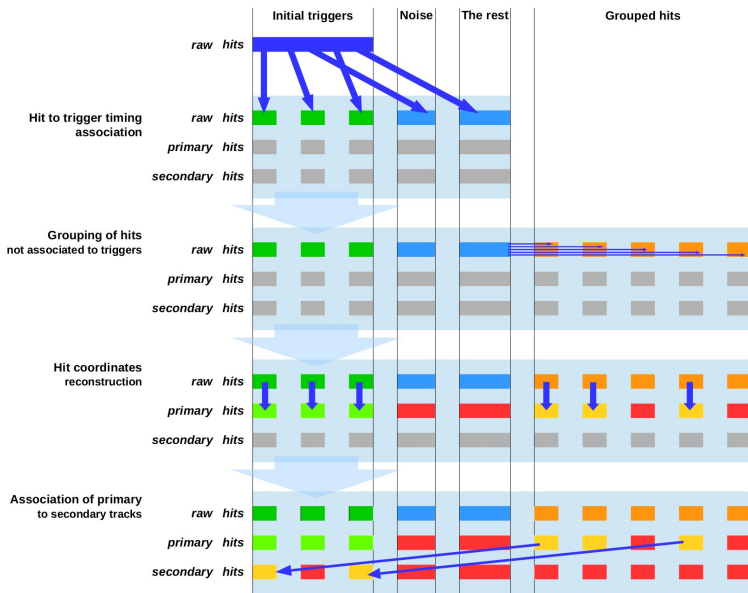 Initial triggers Noise The rest Grouped hits
raw hits
Hit to trigger timing raw hits
association
primary hits
secondary hits
Grouping of hits
not associated to triggers raw hits
primary hits
secondary hits
Hit coordinates
reconstruction raw hits
primary hits
secondary hits
Association of primary
to secondary tracks raw hits
primary hits
secondary hits